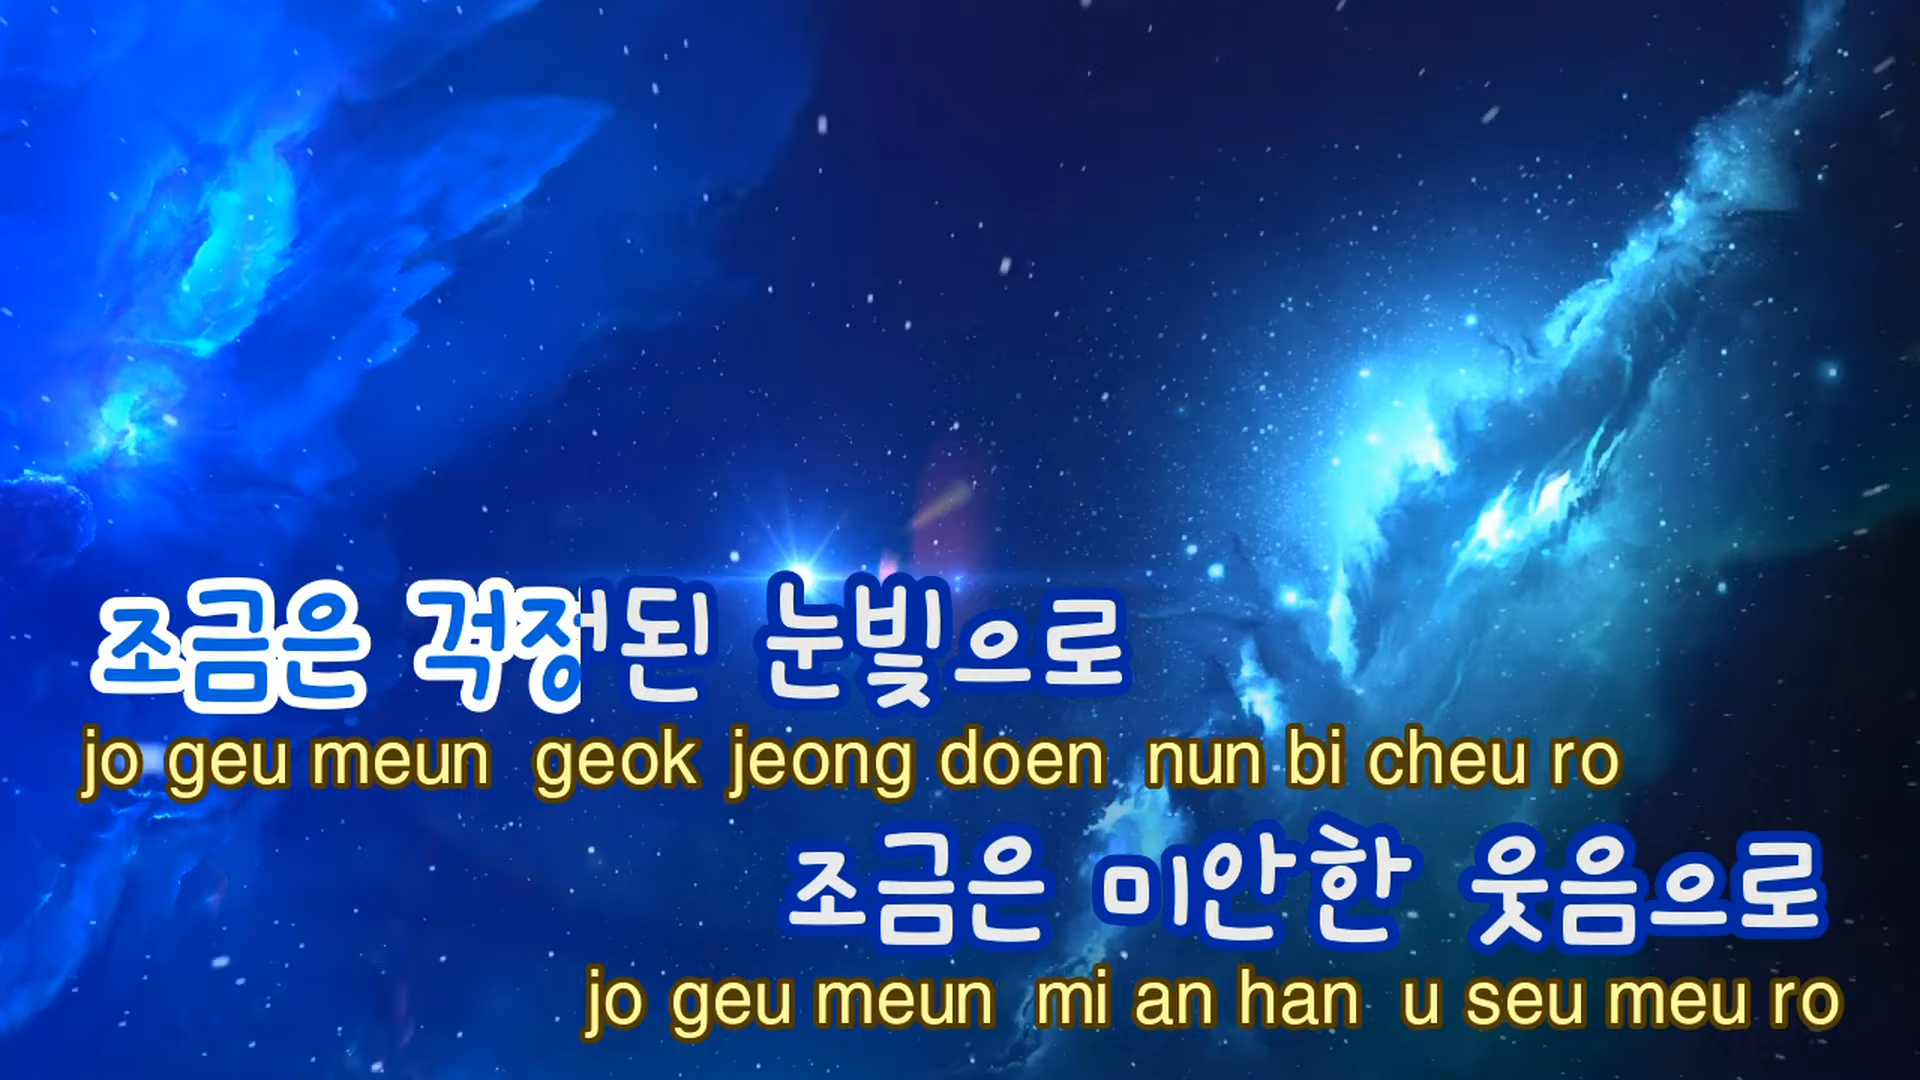 조금은 걱정된 눈빛으로
jo geu meun geok jeong doen nun bi cheu ro
조금은 미안한 웃음으로
jo geu meun mi an han u seu meu ro